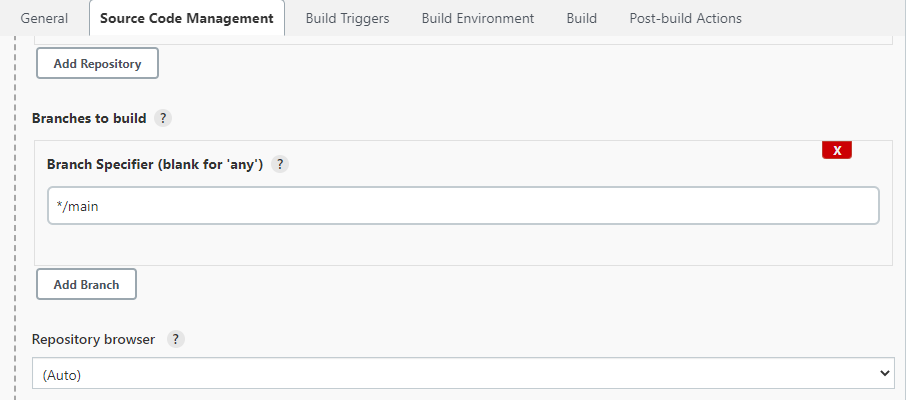 General Source Code Management Build Triggers Build Environment Build Post-build Actions
Add Repository
Branches to build ?
X
Branch Specifier (blank for 'any') ?
*/main
Add Branch
Repository browser ?
(Auto)